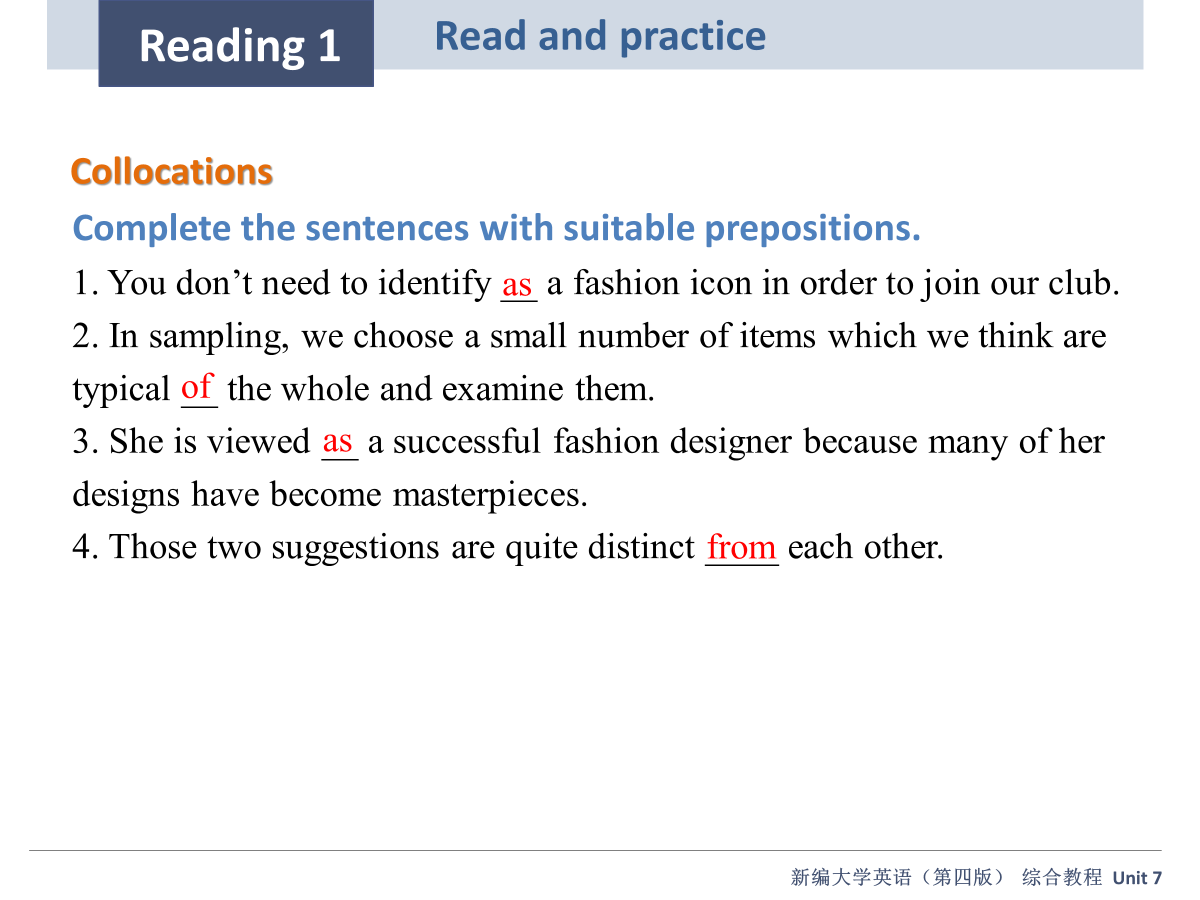 Reading 1
Read and practice
Collocations
Complete the sentences with suitable prepositions.
1. You don’t need to identify as a fashion icon in order to join our club.
2. In sampling, we choose a small number of items which we think are
typical of the whole and examine them.
3. She is viewed as a successful fashion designer because many of her
designs have become masterpieces.
4. Those two suggestions are quite distinct from each other.
新编大学英语（第四版） 综合教程 Unit 7